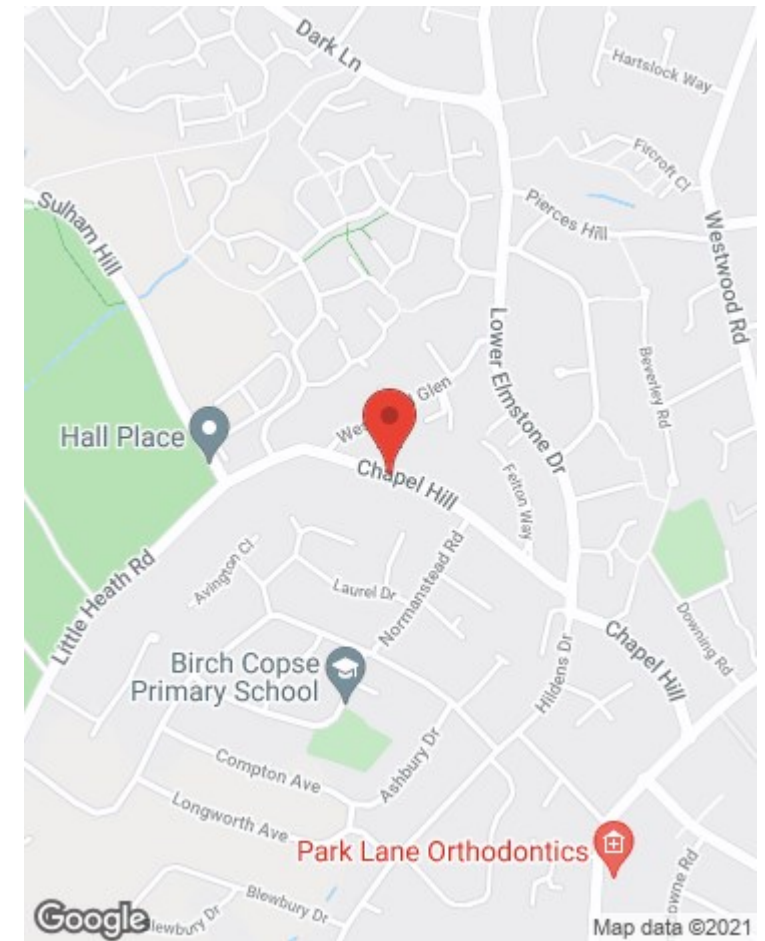 Dark Ln
Hartslock Way
Fircroft Cl
Sulham Hill
Pierces Hill
Westwood Rd
Lower Elmstone Dr
Beverley Rd
Glen
Hall Place
Chapel Hill
Felton Way
Avington Cl
Laurel Dr
Normanstead Rd
Little Heath Rd
Downing Rd
Chapel Hill
Birch Copse
Primary School
Hildens Dr
Compton Ave
Ashbury Dr
Longworth Ave
Park Lane Orthodontics
Blewbury Dr
Google
Map data ©2021